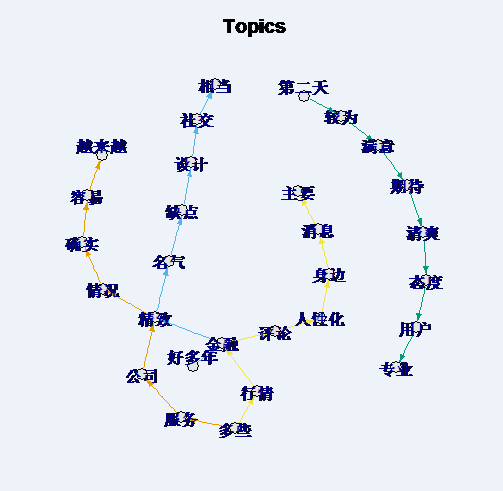 Topics
相当
第二天
社交
较为
越来越
满意
设计
期待
主要
容易
缺点
消息
清爽
确实
名气
身边
态度
情况
精致
人性化
用户
评论
金融
好多年
专业
公司
行情
服务
多些